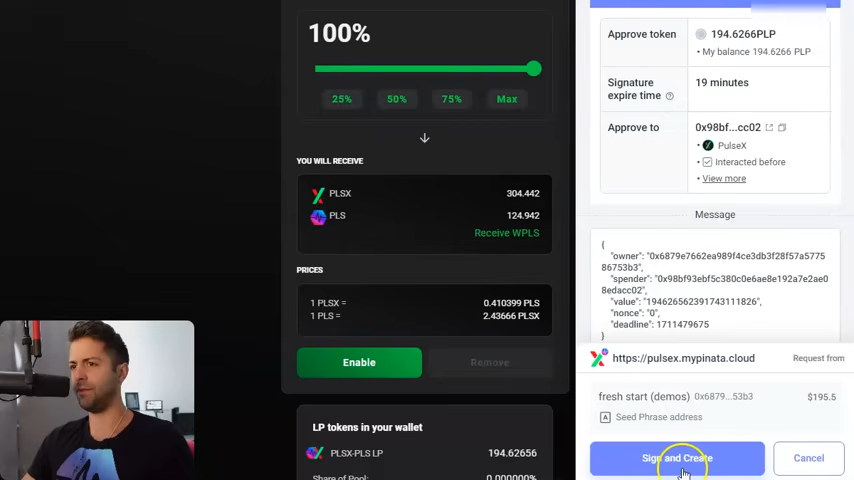 100%
25% 50% 75% Max
YOU WILL RECEIVE
PLSX 304.442
PLS 124.942
Receive WPLS
PRICES
1 PLSX = 0.410399 PLS
1 PLS = 2.43666 PLSX
Enable Remove
LP tokens in your wallet
PLSX-PLS LP 194.62656
Share of Pool: 0.000000%
Approve token 194.6266PLP
• My balance 194.6266 PLP
Signature expire time 19 minutes
Approve to 0x98bf...cc02
• PulseX
• Interacted before
• View more
Message
{
"owner": "0x6879e7662ea989f4ce3db3f28f57a5775
86753b3",
"spender": "0x98bf93ebf5c380c0e6ae8e192a7e2ae0
8edacc02",
"value": "194626562391743111826",
"nonce": "0",
"deadline": 1711479675
}
https://pulsex.mypinata.cloud Request from
fresh start (demos) 0x6879...53b3 $195.5
Seed Phrase address
Sign and Create Cancel